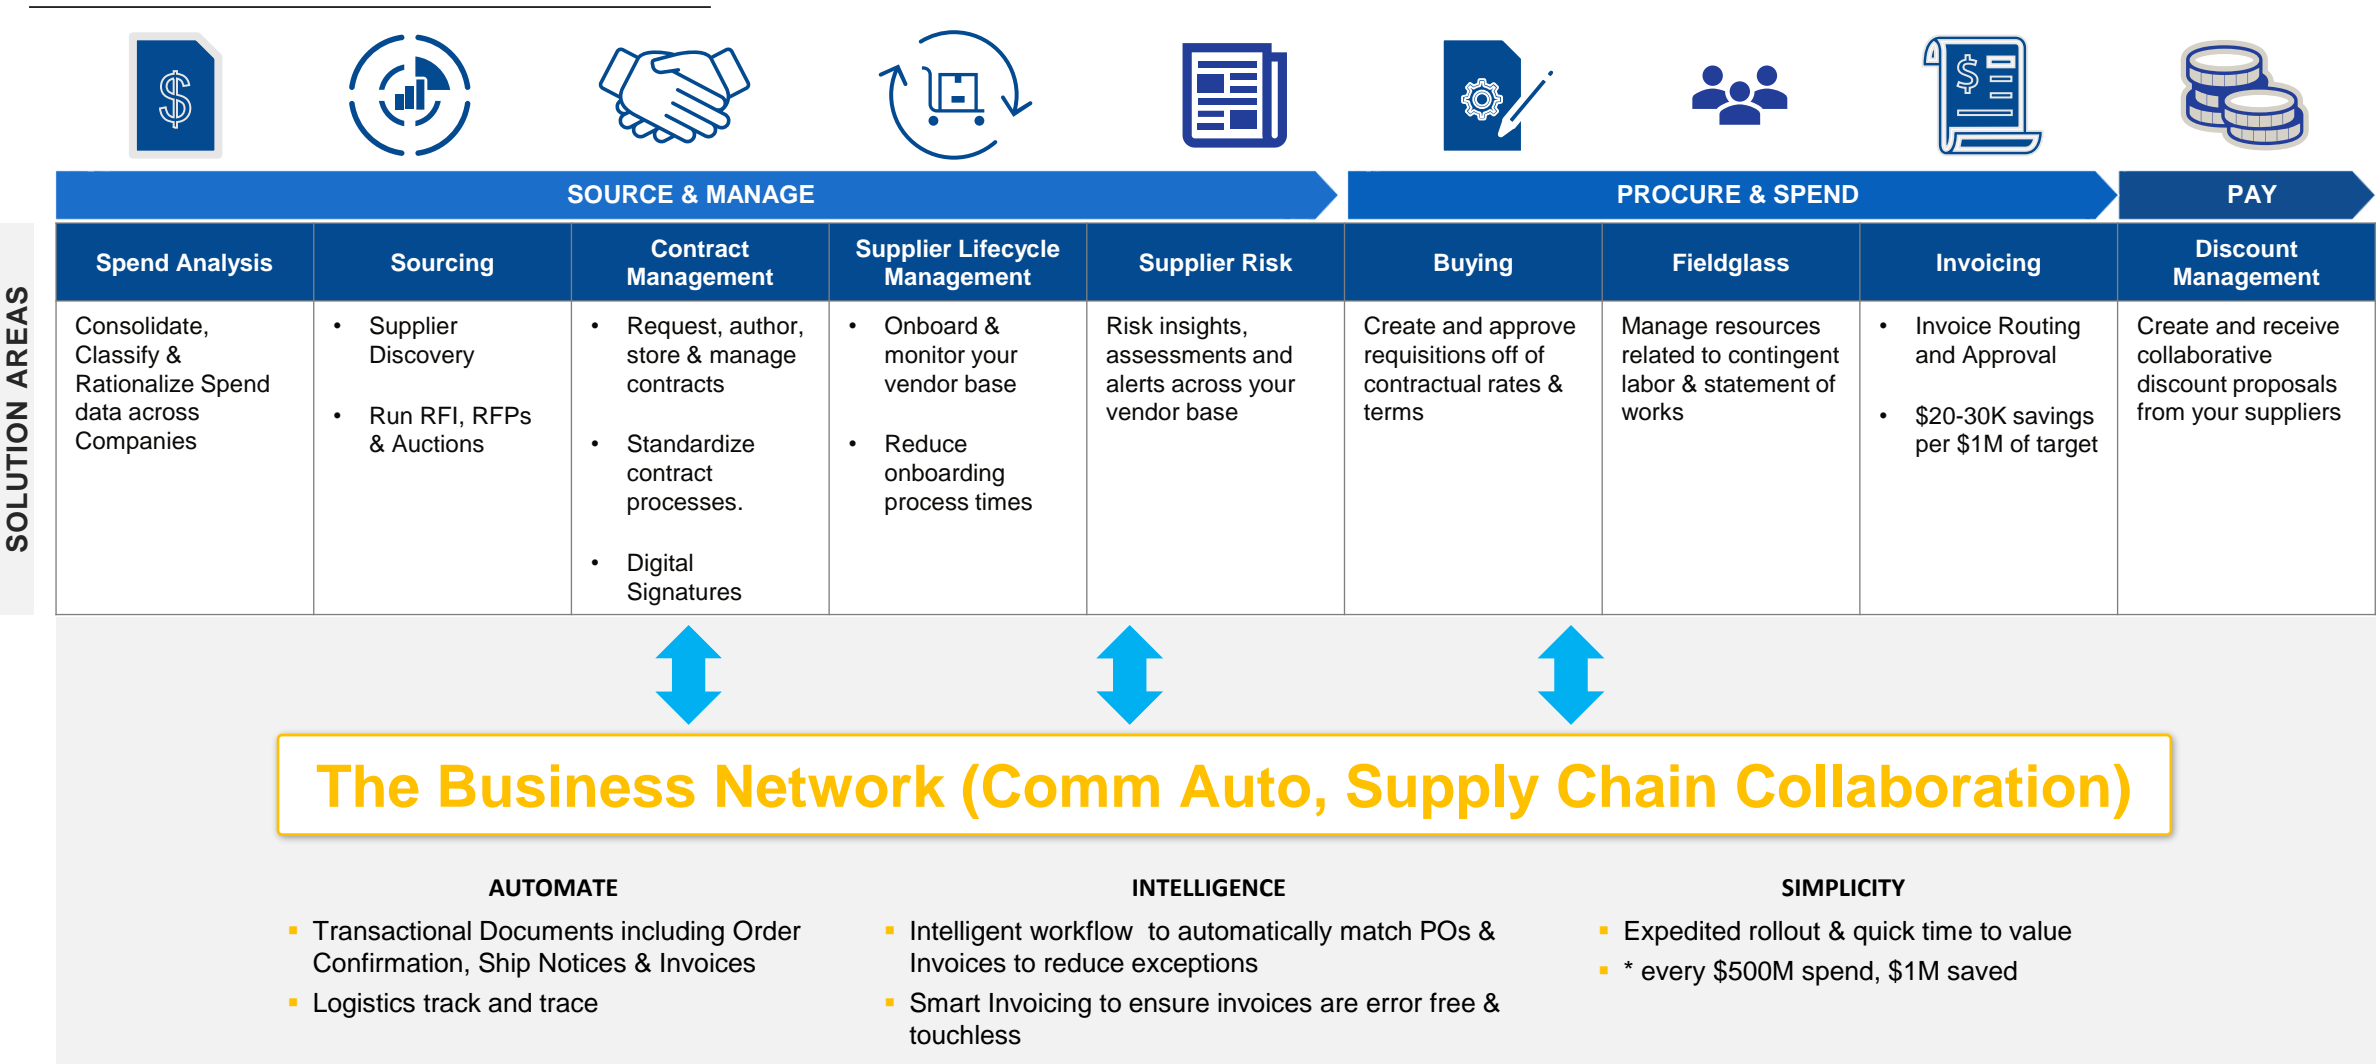 SOURCE & MANAGE
PROCURE & SPEND
PAY
SOLUTION AREAS
Spend Analysis
Sourcing
Contract
Management
Supplier Lifecycle
Management
Supplier Risk
Buying
Fieldglass
Invoicing
Discount
Management
Consolidate,
Classify &
Rationalize Spend
data across
Companies
• Supplier
Discovery
• Run RFI, RFPs
& Auctions
• Request, author,
store & manage
contracts
• Standardize
contract
processes.
• Digital
Signatures
• Onboard &
monitor your
vendor base
• Reduce
onboarding
process times
Risk insights,
assessments and
alerts across your
vendor base
Create and approve
requisitions off of
contractual rates &
terms
Manage resources
related to contingent
labor & statement of
works
• Invoice Routing
and Approval
• $20-30K savings
per $1M of target
Create and receive
collaborative
discount proposals
from your suppliers
The Business Network (Comm Auto, Supply Chain Collaboration)
AUTOMATE
Transactional Documents including Order
Confirmation, Ship Notices & Invoices
Logistics track and trace
INTELLIGENCE
Intelligent workflow to automatically match POs &
Invoices to reduce exceptions
Smart Invoicing to ensure invoices are error free &
touchless
SIMPLICITY
Expedited rollout & quick time to value
* every $500M spend, $1M saved